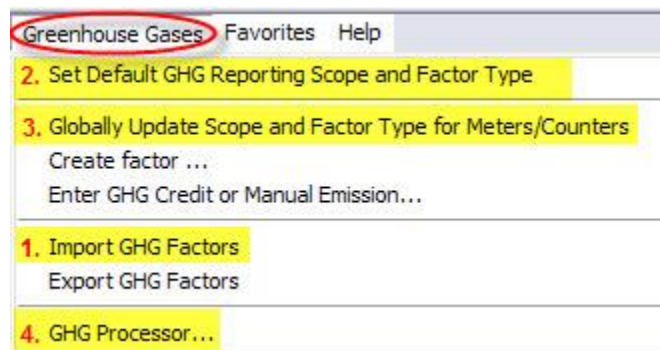 Greenhouse Gases Favorites Help
2. Set Default GHG Reporting Scope and Factor Type
3. Globally Update Scope and Factor Type for Meters/Counters
Create factor ...
Enter GHG Credit or Manual Emission...
1. Import GHG Factors
Export GHG Factors
4. GHG Processor...